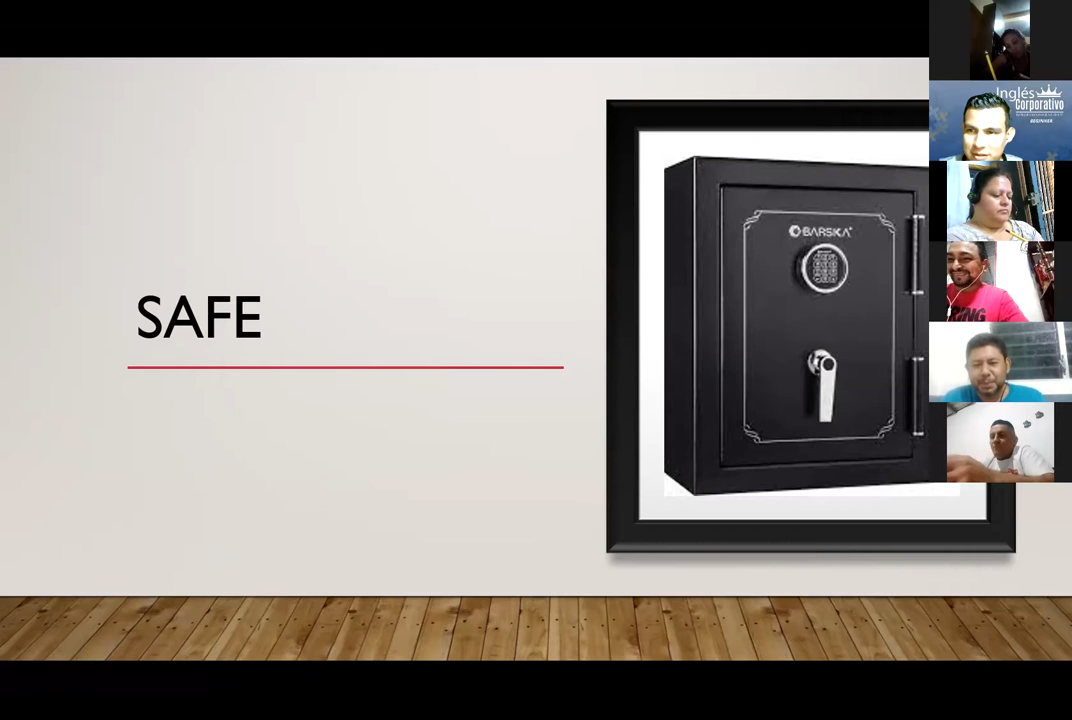 SAFE
BARSKA
Inglés
Corporativo
BEGINNER
RING